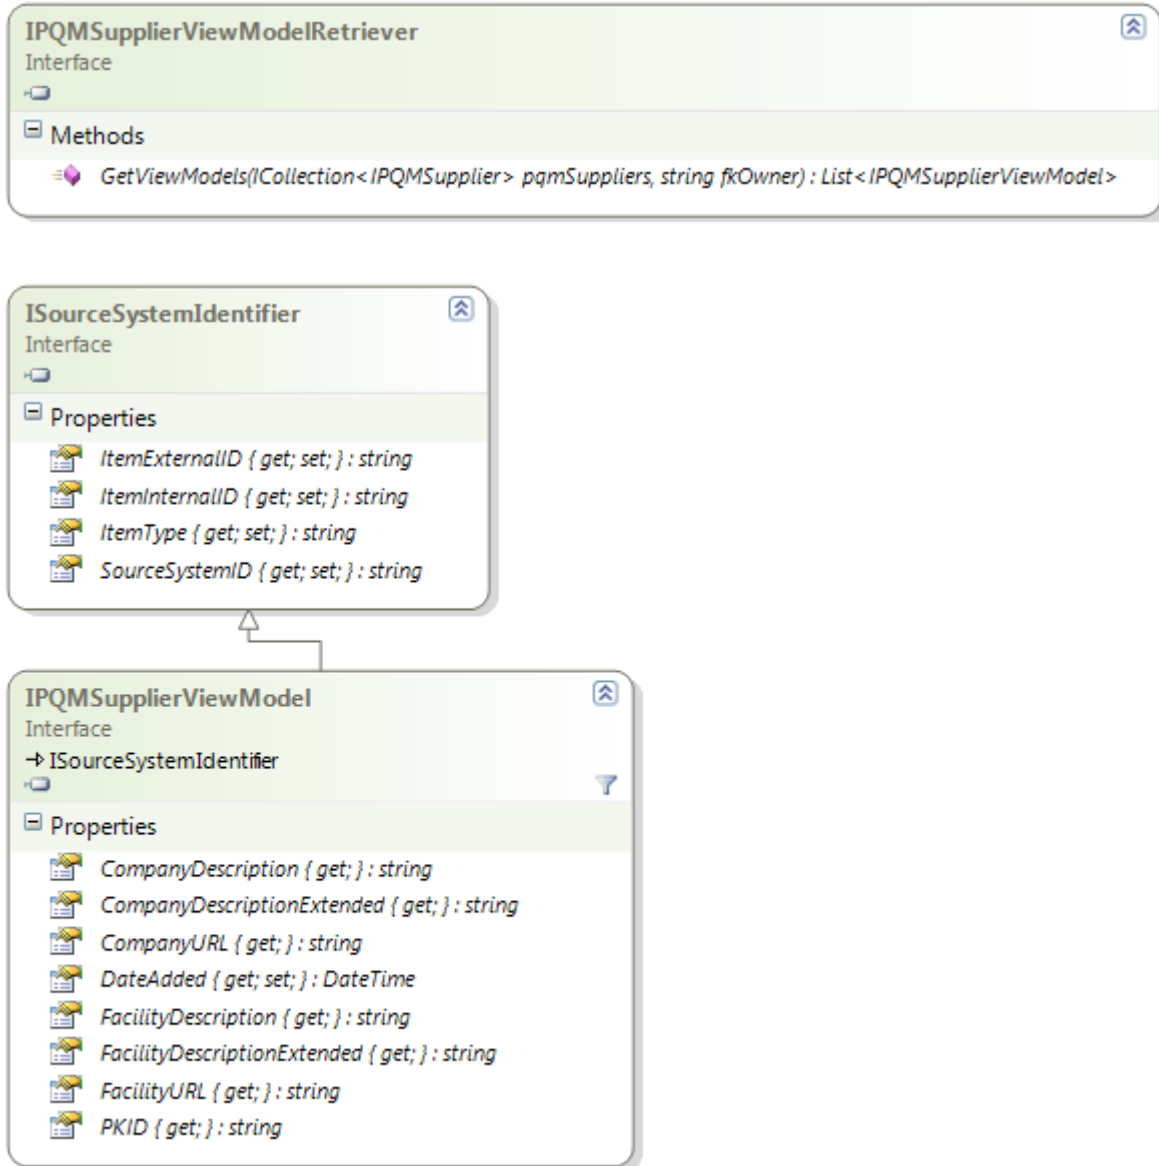 IPQMSupplierViewModelRetriever
Interface
Methods
GetViewModels(ICollection<IPQMSupplier> pqmSuppliers, string fkOwner) : List<IPQMSupplierViewModel>
ISourceSystemIdentifier
Interface
Properties
ItemExternalID { get; set; } : string
ItemInternalID { get; set; } : string
ItemType { get; set; } : string
SourceSystemID { get; set; } : string
IPQMSupplierViewModel
Interface
ISourceSystemIdentifier
Properties
CompanyDescription { get; } : string
CompanyDescriptionExtended { get; } : string
CompanyURL { get; } : string
DateAdded { get; set; } : DateTime
FacilityDescription { get; } : string
FacilityDescriptionExtended { get; } : string
FacilityURL { get; } : string
PKID { get; } : string